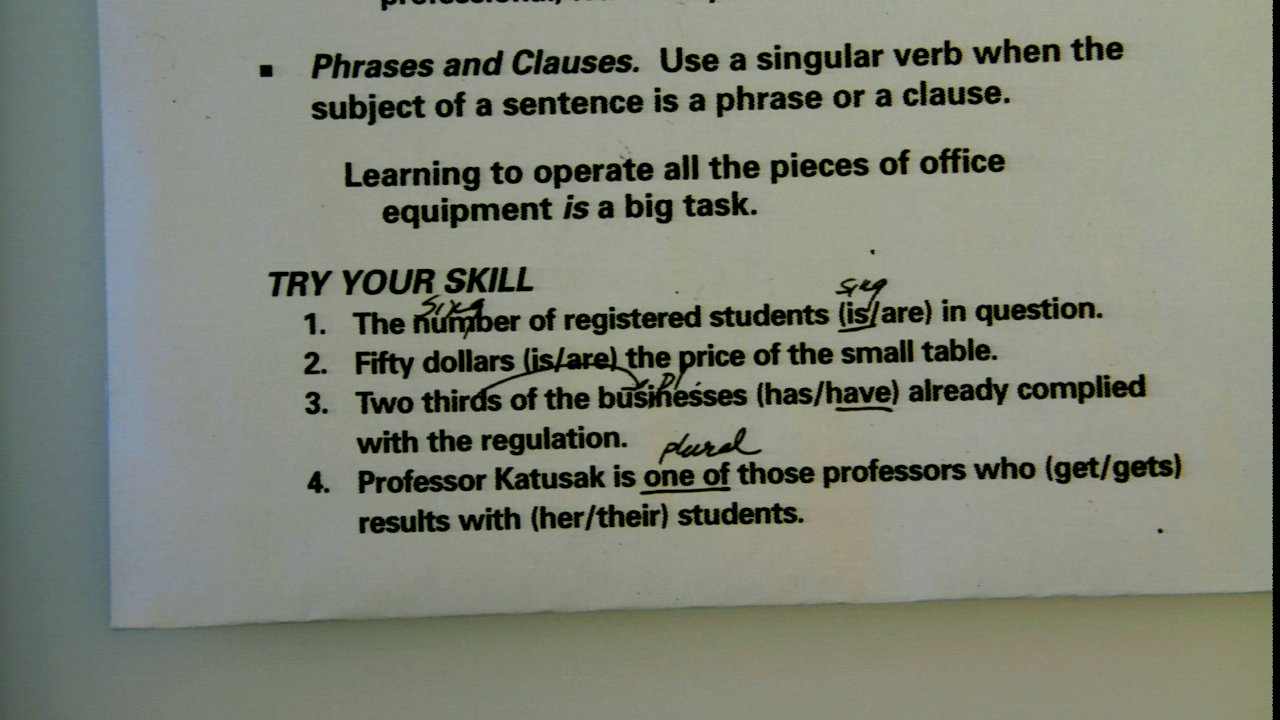 ▪ Phrases and Clauses. Use a singular verb when the
subject of a sentence is a phrase or a clause.
Learning to operate all the pieces of office
equipment is a big task.
TRY YOUR SKILL
sing
sing
1. The number of registered students (is/are) in question.
2. Fifty dollars (is/are) the price of the small table.
pl
3. Two thirds of the businesses (has/have) already complied
with the regulation.
plural
4. Professor Katusak is one of those professors who (get/gets)
results with (her/their) students.